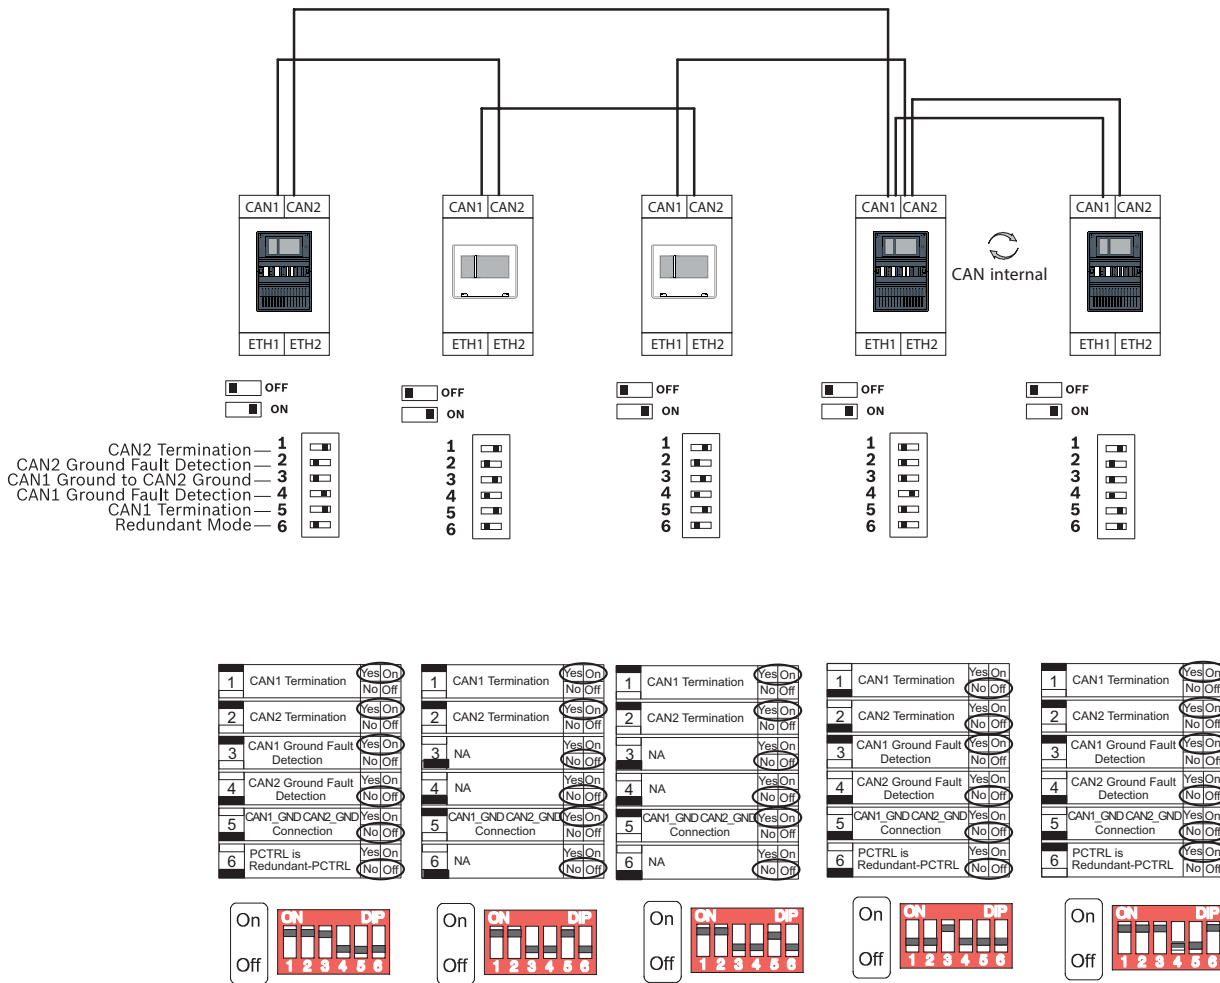 CAN1 CAN2 CAN1 CAN2 CAN1 CAN2 CAN1 CAN2 CAN1 CAN2
CAN internal
ETH1 ETH2 ETH1 ETH2 ETH1 ETH2 ETH1 ETH2 ETH1 ETH2
OFF OFF OFF OFF OFF
ON ON ON ON ON
CAN2 Termination 1 1 1 1 1
CAN2 Ground Fault Detection 2 2 2 2 2
CAN1 Ground to CAN2 Ground 3 3 3 3 3
CAN1 Ground Fault Detection 4 4 4 4 4
CAN1 Termination 5 5 5 5 5
Redundant Mode 6 6 6 6 6
1 CAN1 Termination Yes On No Off
2 CAN2 Termination Yes On No Off
3 CAN1 Ground Fault Detection Yes On No Off
4 CAN2 Ground Fault Detection Yes On No Off
5 CAN1_GND CAN2_GND Connection Yes On No Off
6 PCTRL is Redundant-PCTRL Yes On No Off
1 CAN1 Termination Yes On No Off
2 CAN2 Termination Yes On No Off
3 NA Yes On No Off
4 NA Yes On No Off
5 CAN1_GND CAN2_GND Connection Yes On No Off
6 NA Yes On No Off
1 CAN1 Termination Yes On No Off
2 CAN2 Termination Yes On No Off
3 NA Yes On No Off
4 NA Yes On No Off
5 CAN1_GND CAN2_GND Connection Yes On No Off
6 NA Yes On No Off
1 CAN1 Termination Yes On No Off
2 CAN2 Termination Yes On No Off
3 CAN1 Ground Fault Detection Yes On No Off
4 CAN2 Ground Fault Detection Yes On No Off
5 CAN1_GND CAN2_GND Connection Yes On No Off
6 PCTRL is Redundant-PCTRL Yes On No Off
1 CAN1 Termination Yes On No Off
2 CAN2 Termination Yes On No Off
3 CAN1 Ground Fault Detection Yes On No Off
4 CAN2 Ground Fault Detection Yes On No Off
5 CAN1_GND CAN2_GND Connection Yes On No Off
6 PCTRL is Redundant-PCTRL Yes On No Off
On ON DIP On ON DIP On ON DIP On ON DIP On ON DIP
Off 1 2 3 4 5 6 Off 1 2 3 4 5 6 Off 1 2 3 4 5 6 Off 1 2 3 4 5 6 Off 1 2 3 4 5 6